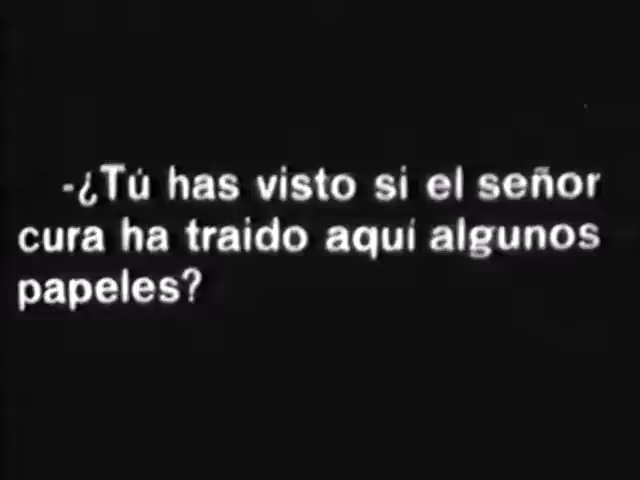 -¿Tú has visto si el señor
cura ha traido aquí algunos
papeles?